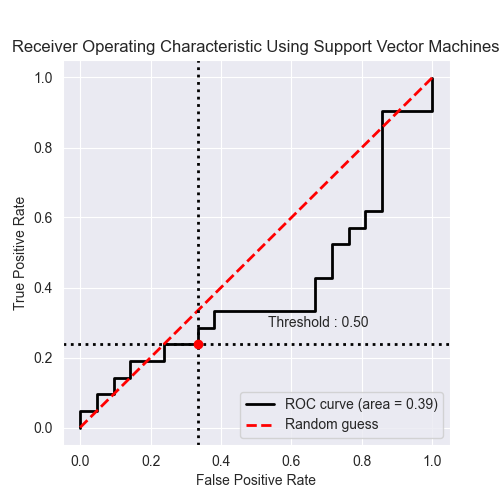 Receiver Operating Characteristic Using Support Vector Machines
1.0
0.8
0.6
0.4
0.2
0.0
True Positive Rate
Threshold : 0.50
ROC curve (area = 0.39)
Random guess
0.0 0.2 0.4 0.6 0.8 1.0
False Positive Rate